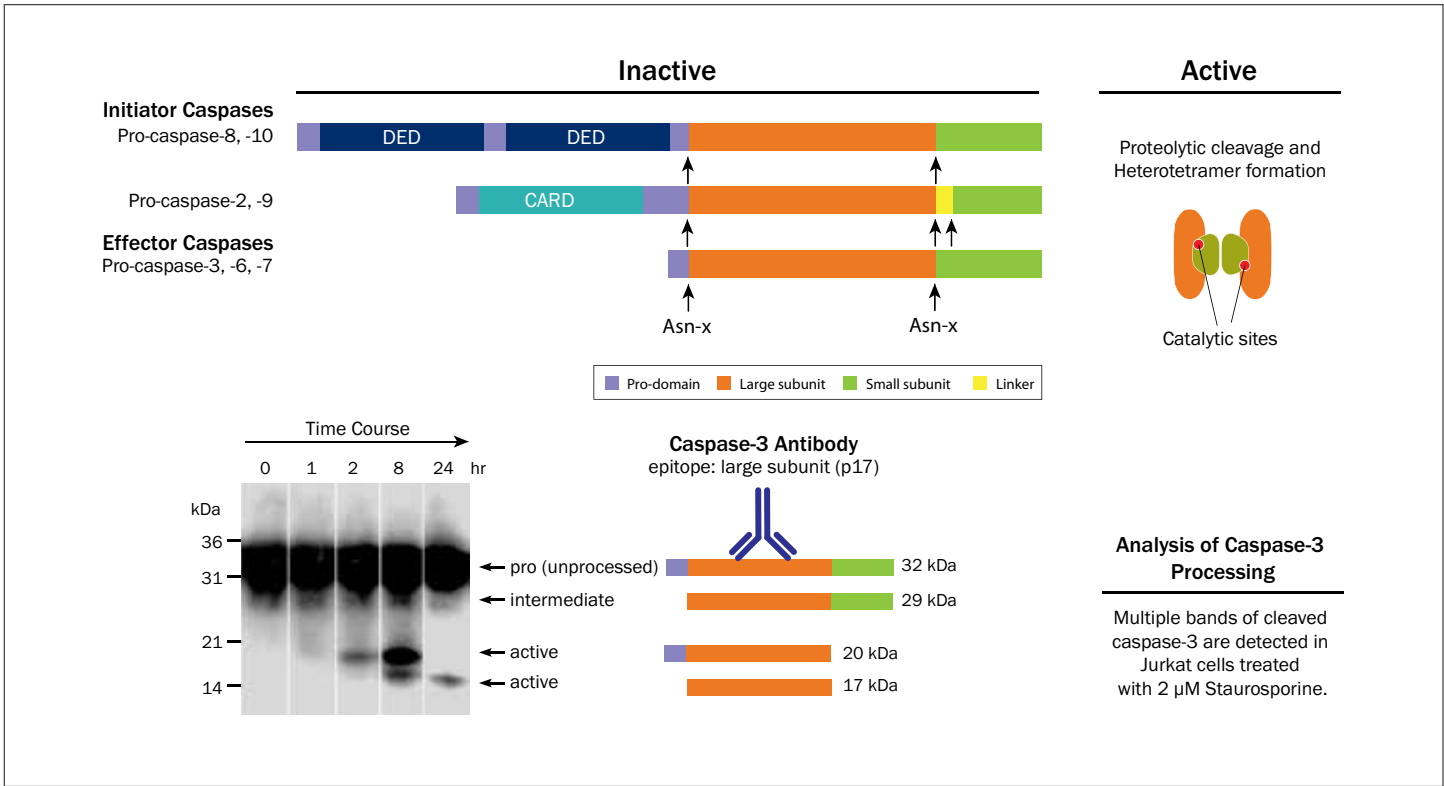 Inactive
Active
Initiator Caspases
Pro-caspase-8, -10
DED
DED
Pro-caspase-2, -9
CARD
Effector Caspases
Pro-caspase-3, -6, -7
Asn-x
Asn-x
Proteolytic cleavage and
Heterotetramer formation
Catalytic sites
Pro-domain
Large subunit
Small subunit
Linker
Time Course
0 1 2 8 24 hr
kDa
36
31
21
14
pro (unprocessed)
intermediate
active
active
Caspase-3 Antibody
epitope: large subunit (p17)
32 kDa
29 kDa
20 kDa
17 kDa
Analysis of Caspase-3
Processing
Multiple bands of cleaved
caspase-3 are detected in
Jurkat cells treated
with 2 µM Staurosporine.